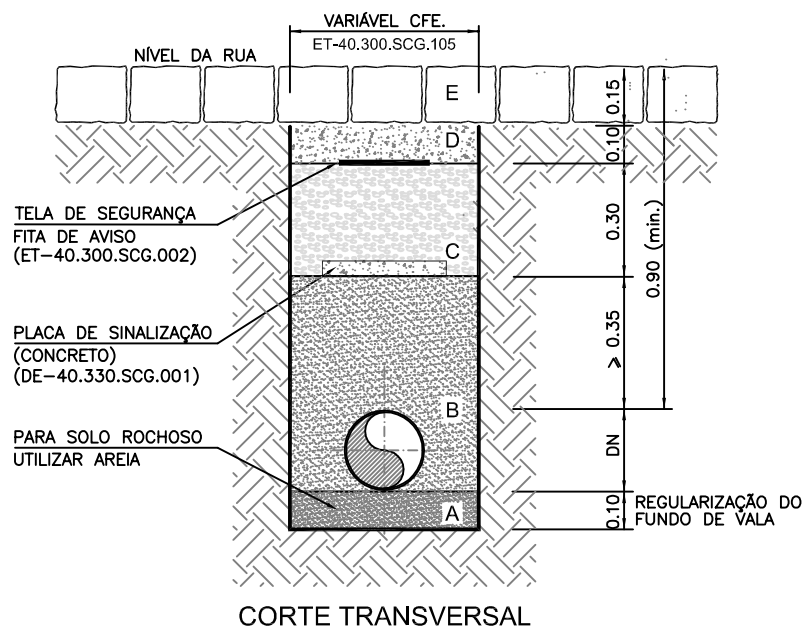 VARIÁVEL CFE.
ET-40.300.SCG.105
NÍVEL DA RUA
E
0.15
D
0.10
TELA DE SEGURANÇA
FITA DE AVISO
(ET-40.300.SCG.002)
0.30
0.90 (min.)
C
PLACA DE SINALIZAÇÃO
(CONCRETO)
(DE-40.330.SCG.001)
⩾ 0.35
B
PARA SOLO ROCHOSO
UTILIZAR AREIA
DN
A
0.10
REGULARIZAÇÃO DO
FUNDO DE VALA
CORTE TRANSVERSAL